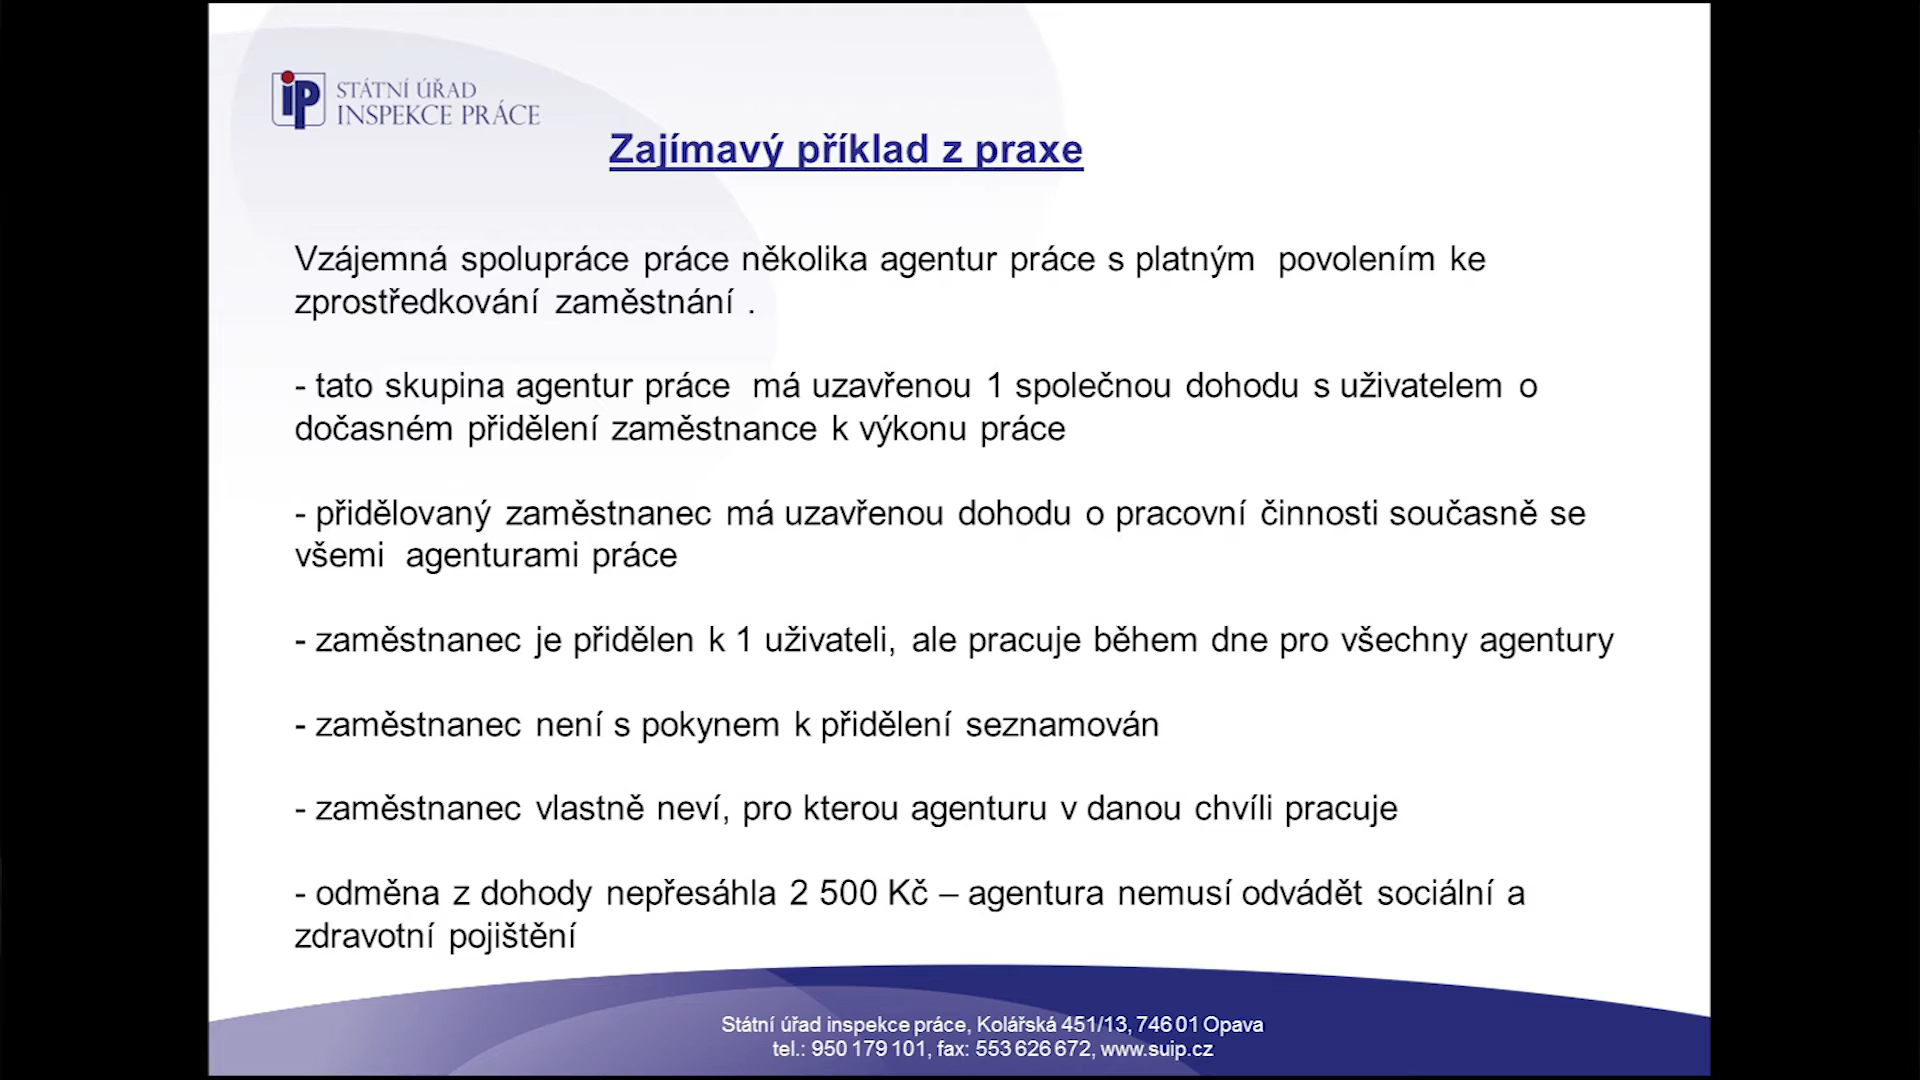 STÁTNÍ ÚŘAD
INSPEKCE PRÁCE
Zajímavý příklad z praxe
Vzájemná spolupráce práce několika agentur práce s platným povolením ke
zprostředkování zaměstnání .
- tato skupina agentur práce má uzavřenou 1 společnou dohodu s uživatelem o
dočasném přidělení zaměstnance k výkonu práce
- přidělovaný zaměstnanec má uzavřenou dohodu o pracovní činnosti současně se
všemi agenturami práce
- zaměstnanec je přidělen k 1 uživateli, ale pracuje během dne pro všechny agentury
- zaměstnanec není s pokynem k přidělení seznamován
- zaměstnanec vlastně neví, pro kterou agenturu v danou chvíli pracuje
- odměna z dohody nepřesáhla 2 500 Kč – agentura nemusí odvádět sociální a
zdravotní pojištění
Státní úřad inspekce práce, Kolářská 451/13, 746 01 Opava
tel.: 950 179 101, fax: 553 626 672, www.suip.cz